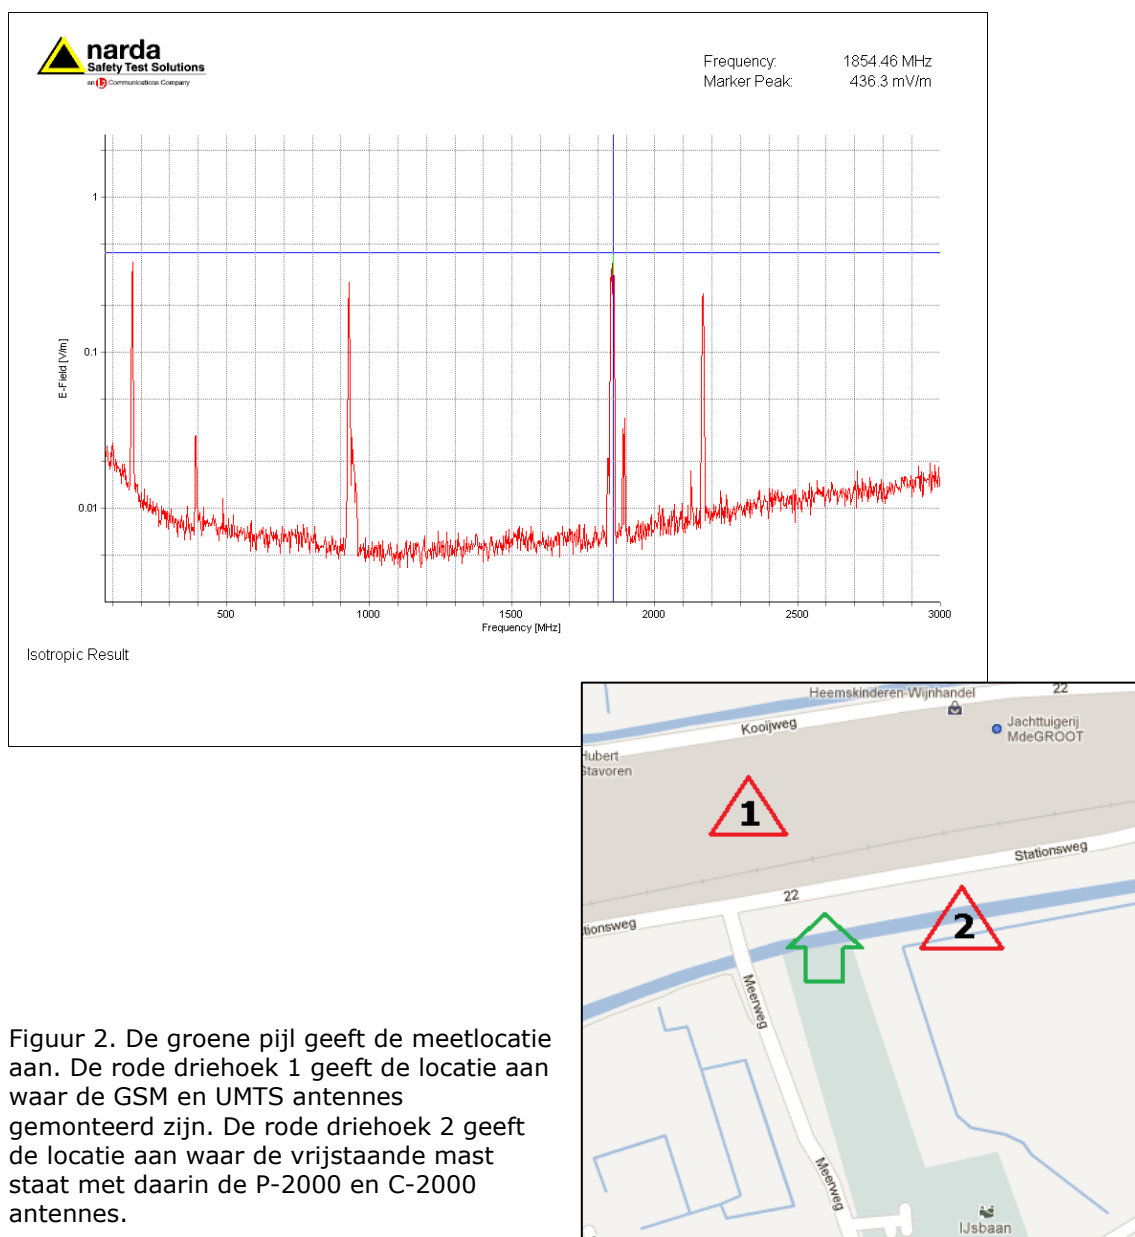 narda
Safety Test Solutions
an L3 Communications Company
Frequency: 1854.46 MHz
Marker Peak: 436.3 mV/m
1
0.1
0.01
E-Field [V/m]
500 1000 1500 2000 2500 3000
Frequency [MHz]
Isotropic Result
Heemskinderen-Wijnhandel
22
Kooijweg
Jachttuigerij
MdeGROOT
Hubert
Stavoren
1
Stationsweg
22
tionsweg
2
Meerweg
Meerweg
IJsbaan
Figuur 2. De groene pijl geeft de meetlocatie
aan. De rode driehoek 1 geeft de locatie aan
waar de GSM en UMTS antennes
gemonteerd zijn. De rode driehoek 2 geeft
de locatie aan waar de vrijstaande mast
staat met daarin de P-2000 en C-2000
antennes.